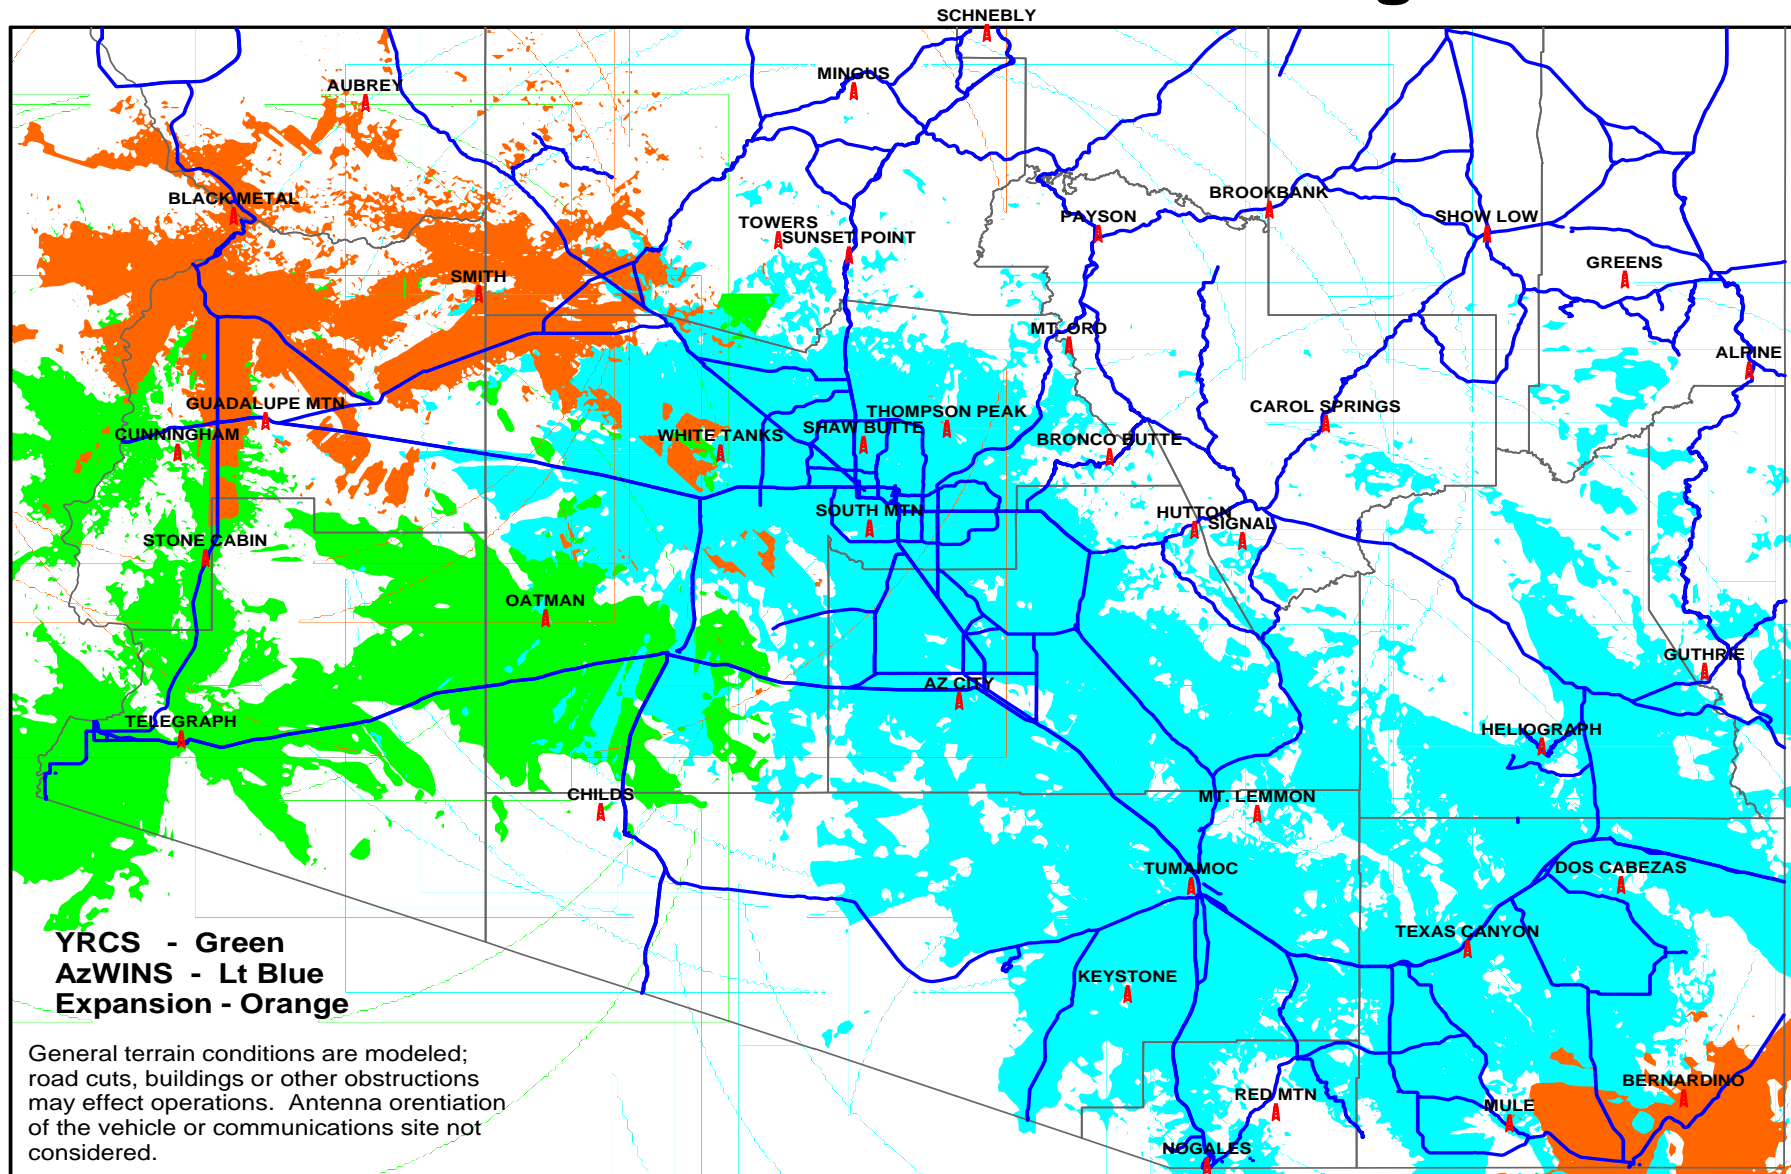 SCHNEBLY
AUBREY
MINGUS
BLACK METAL
BROOKBANK
PAYSON
SHOW LOW
TOWERS
SUNSET POINT
GREENS
SMITH
MT. ORD
ALPINE
GUADALUPE MTN
CAROL SPRINGS
THOMPSON PEAK
SHAW BUTTE
CUNNINGHAM
WHITE TANKS
BRONCO BUTTE
SOUTH MTN
HUTTON
SIGNAL
STONE CABIN
OATMAN
GUTHRIE
AZ CITY
TELEGRAPH
HELIOGRAPH
CHILDS
MT. LEMMON
TUMAMOC
DOS CABEZAS
TEXAS CANYON
KEYSTONE
BERNARDINO
RED MTN
MULE
NOGALES
YRCS - Green
AzWINS - Lt Blue
Expansion - Orange
General terrain conditions are modeled;
road cuts, buildings or other obstructions
may effect operations. Antenna orentiation
of the vehicle or communications site not
considered.